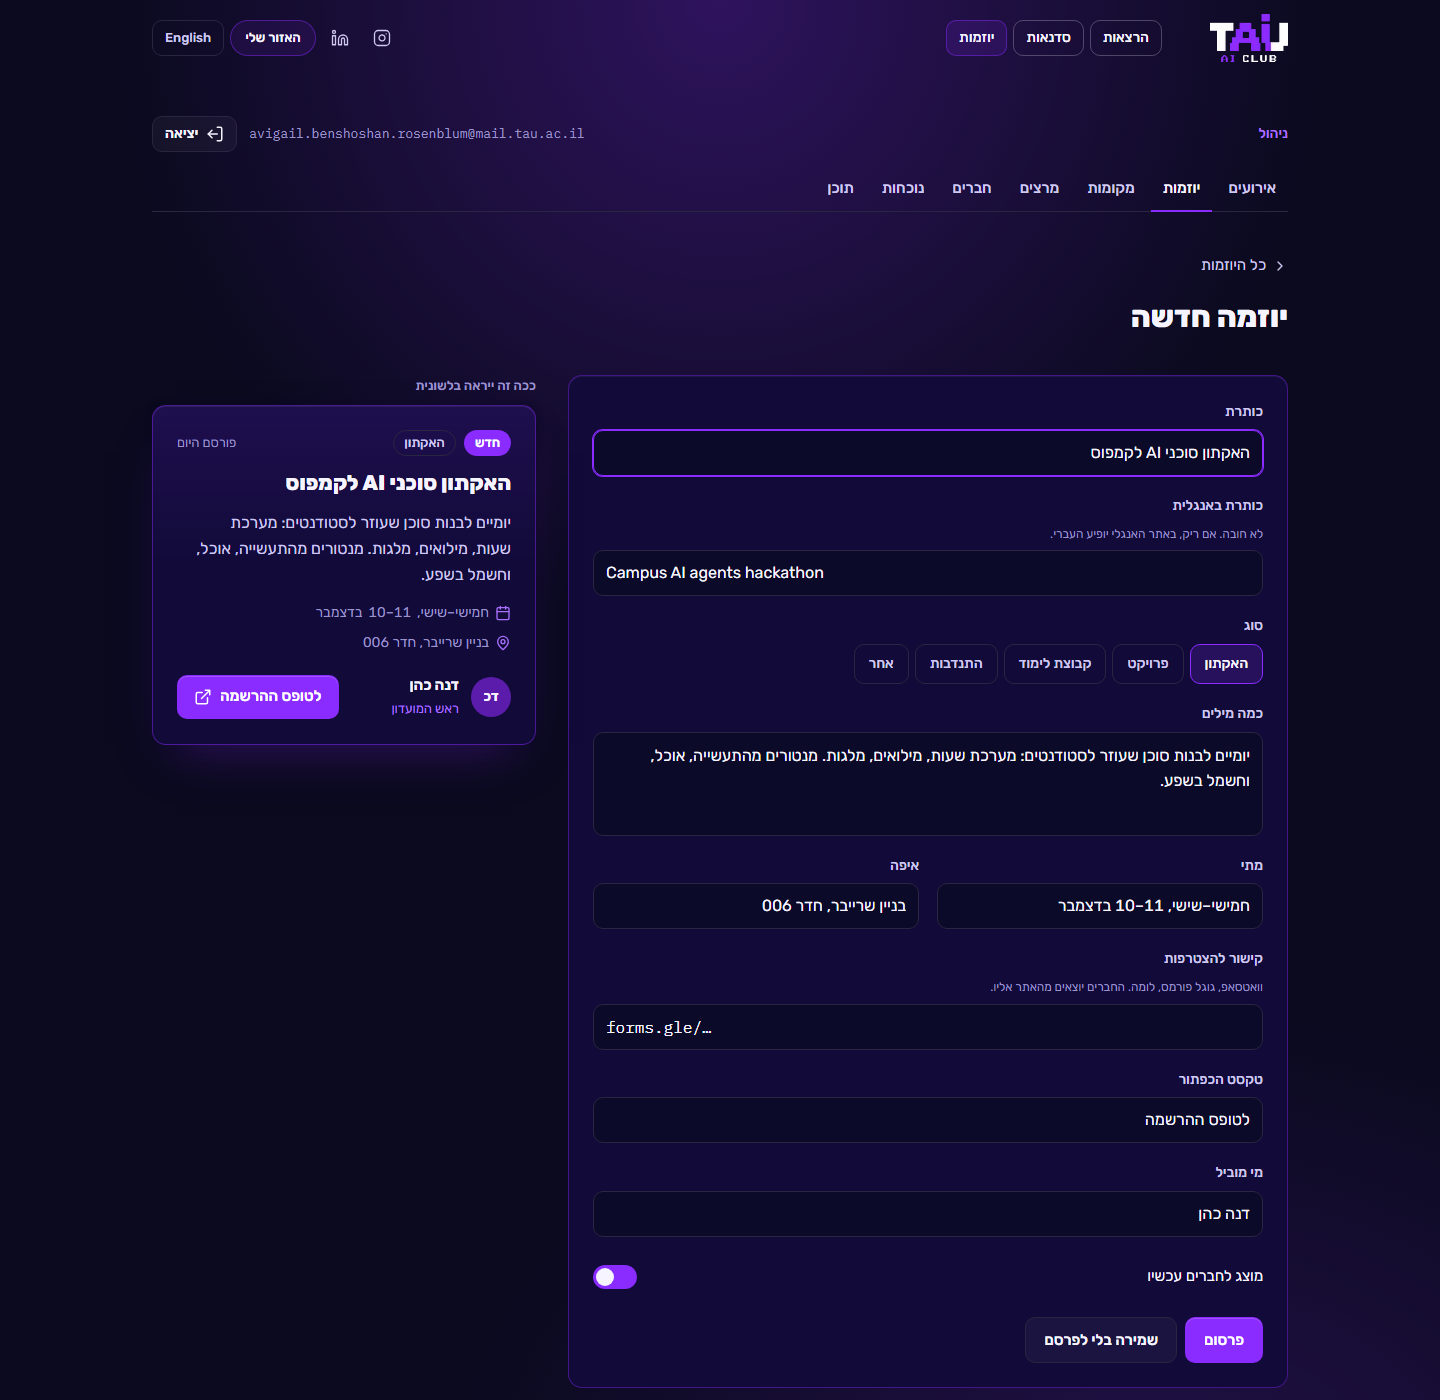 TAU
AI CLUB
הרצאות
סדנאות
יוזמות
האזור שלי
English
ניהול
avigail.benshoshan.rosenblum@mail.tau.ac.il
יציאה
אירועים
יוזמות
מקומות
מרצים
חברים
נוכחות
תוכן
כל היוזמות
יוזמה חדשה
כותרת
האקתון סוכני AI לקמפוס
כותרת באנגלית
לא חובה. אם ריק, באתר האנגלי יופיע העברי.
Campus AI agents hackathon
סוג
האקתון
פרויקט
קבוצת לימוד
התנדבות
אחר
כמה מילים
יומיים לבנות סוכן שעוזר לסטודנטים: מערכת שעות, מילואים, מלגות. מנטורים מהתעשייה, אוכל,
וחשמל בשפע.
מתי
חמישי–שישי, 10–11 בדצמבר
איפה
בניין שרייבר, חדר 006
קישור להצטרפות
וואטסאפ, גוגל פורמס, לומה. החברים יוצאים מהאתר אליו.
forms.gle/…
טקסט הכפתור
לטופס ההרשמה
מי מוביל
דנה כהן
מוצג לחברים עכשיו
פרסום
שמירה בלי לפרסם
ככה זה ייראה בלשונית
חדש
האקתון
פורסם היום
האקתון סוכני AI לקמפוס
יומיים לבנות סוכן שעוזר לסטודנטים: מערכת
שעות, מילואים, מלגות. מנטורים מהתעשייה, אוכל,
וחשמל בשפע.
חמישי–שישי, 10–11 בדצמבר
בניין שרייבר, חדר 006
דכ
דנה כהן
ראש המועדון
לטופס ההרשמה